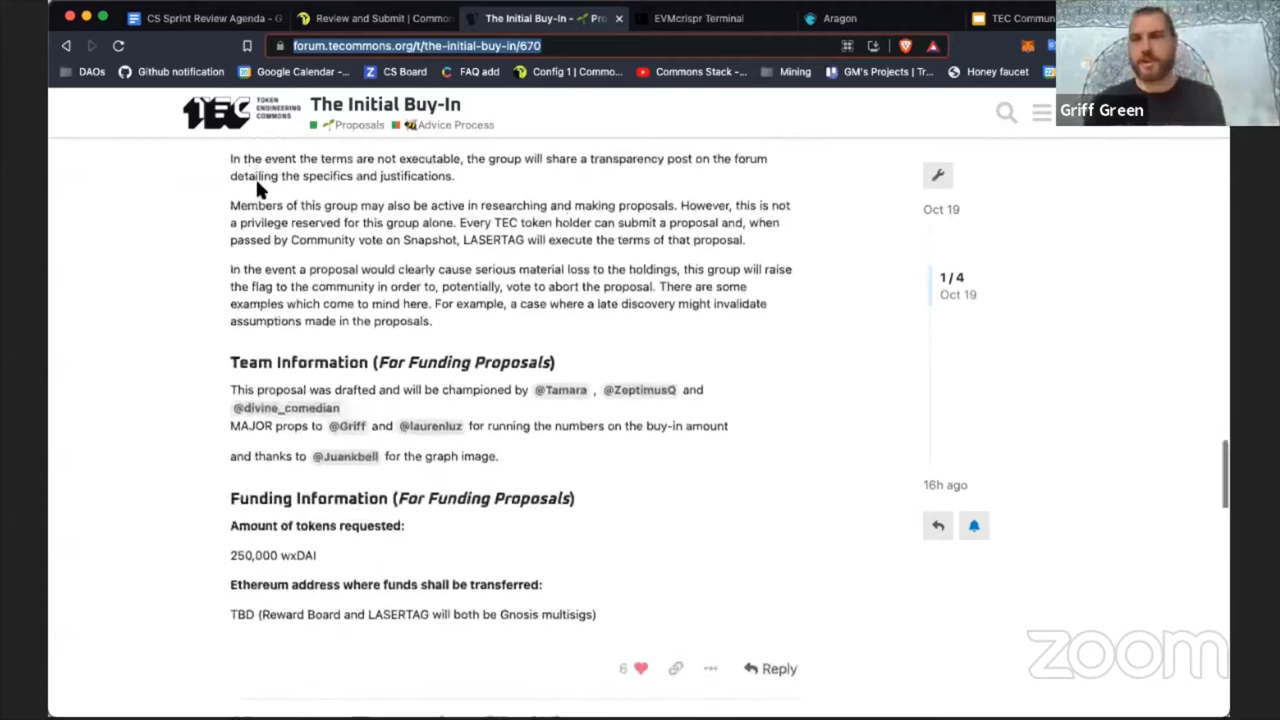 CS Sprint Review Agenda - G
Review and Submit | Common
The Initial Buy-In - 🌱 Pro
EVMcrispr Terminal
Aragon
TEC Commun
forum.tecommons.org/t/the-initial-buy-in/670
DAOs
Github notification
Google Calendar -...
CS Board
FAQ add
Config 1 | Commo...
Commons Stack -...
Mining
GM's Projects | Tr...
Honey faucet
Griff Green
TEC TOKEN ENGINEERING COMMONS
The Initial Buy-In
🌱Proposals 🐝Advice Process
In the event the terms are not executable, the group will share a transparency post on the forum
detailing the specifics and justifications.
Members of this group may also be active in researching and making proposals. However, this is not
a privilege reserved for this group alone. Every TEC token holder can submit a proposal and, when
passed by Community vote on Snapshot, LASERTAG will execute the terms of that proposal.
In the event a proposal would clearly cause serious material loss to the holdings, this group will raise
the flag to the community in order to, potentially, vote to abort the proposal. There are some
examples which come to mind here. For example, a case where a late discovery might invalidate
assumptions made in the proposals.
Team Information (For Funding Proposals)
This proposal was drafted and will be championed by @Tamara , @ZeptimusQ and
@divine_comedian
MAJOR props to @Griff and @laurenluz for running the numbers on the buy-in amount
and thanks to @Juankbell for the graph image.
Funding Information (For Funding Proposals)
Amount of tokens requested:
250,000 wxDAI
Ethereum address where funds shall be transferred:
TBD (Reward Board and LASERTAG will both be Gnosis multisigs)
6
Reply
Oct 19
1 / 4
Oct 19
16h ago
zoom